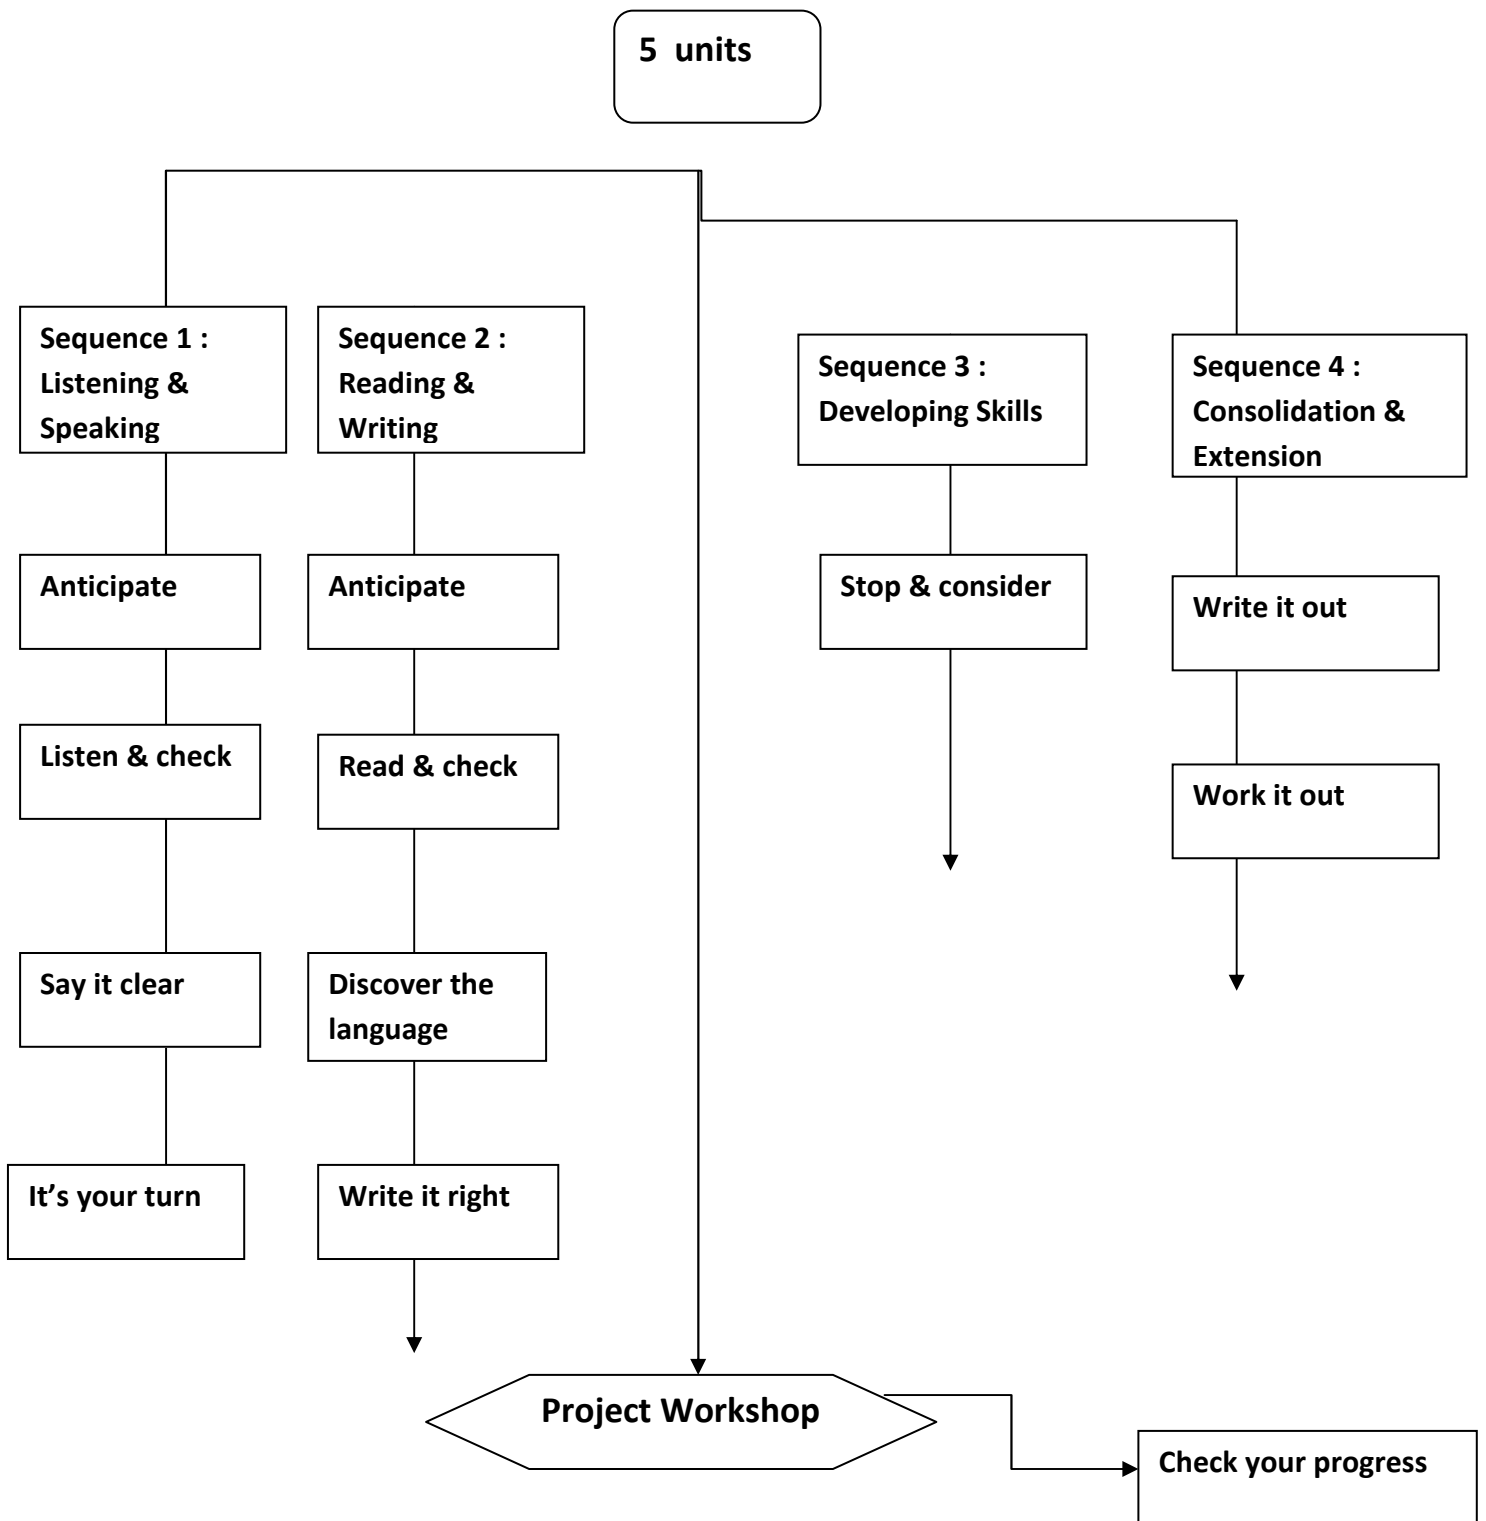 5 units
Sequence 1 :
Listening &
Speaking
Sequence 2 :
Reading &
Writing
Sequence 3 :
Developing Skills
Sequence 4 :
Consolidation &
Extension
Anticipate
Anticipate
Stop & consider
Write it out
Listen & check
Read & check
Work it out
Say it clear
Discover the
language
It’s your turn
Write it right
Project Workshop
Check your progress